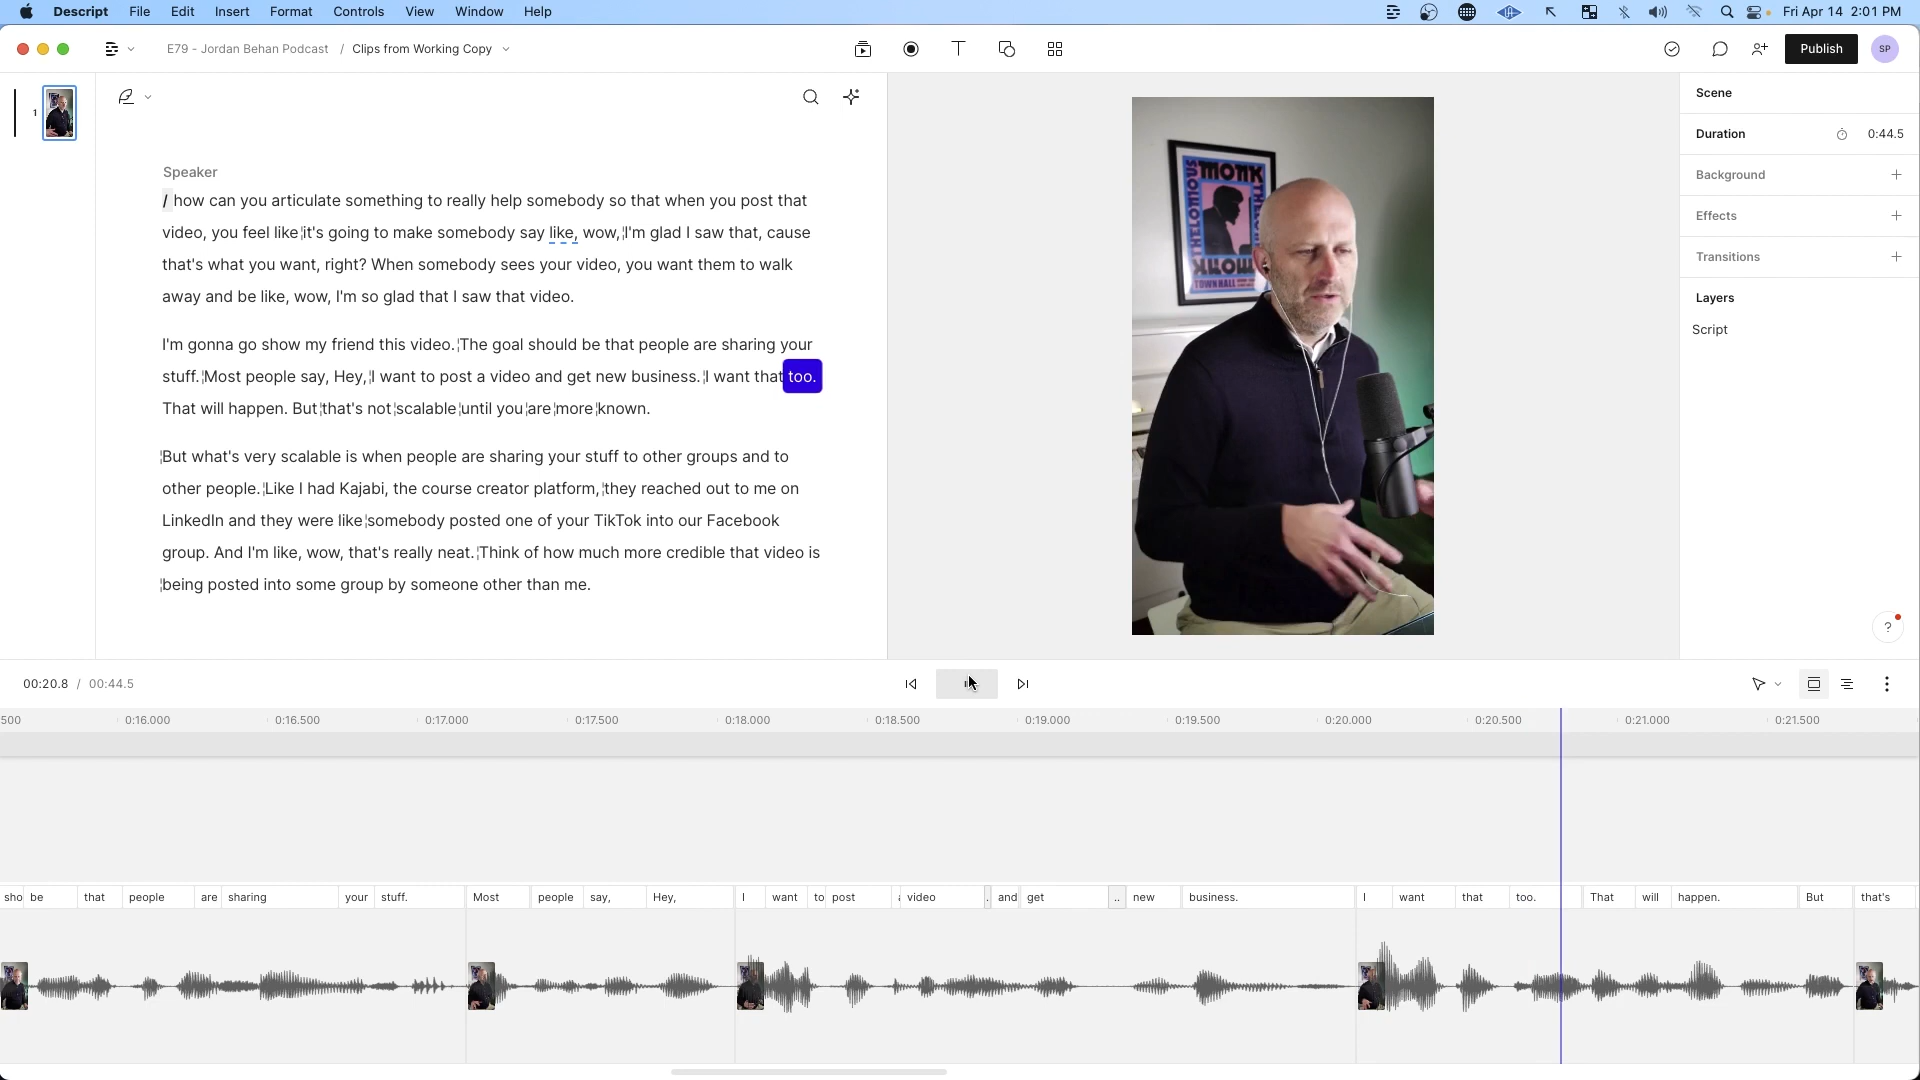 Descript File Edit Insert Format Controls View Window Help Fri Apr 14 2:01 PM
E79 - Jordan Behan Podcast / Clips from Working Copy Publish SP
1
Speaker
/ how can you articulate something to really help somebody so that when you post that
video, you feel like it's going to make somebody say like, wow, I'm glad I saw that, cause
that's what you want, right? When somebody sees your video, you want them to walk
away and be like, wow, I'm so glad that I saw that video.
I'm gonna go show my friend this video. The goal should be that people are sharing your
stuff. Most people say, Hey, I want to post a video and get new business. I want that too.
That will happen. But that's not scalable until you are more known.
But what's very scalable is when people are sharing your stuff to other groups and to
other people. Like I had Kajabi, the course creator platform, they reached out to me on
LinkedIn and they were like somebody posted one of your TikTok into our Facebook
group. And I'm like, wow, that's really neat. Think of how much more credible that video is
being posted into some group by someone other than me.
MONK
THELONIOUS
TOWN HALL
Scene
Duration 0:44.5
Background
Effects
Transitions
Layers
Script
?
00:20.8 / 00:44.5
500 0:16.000 0:16.500 0:17.000 0:17.500 0:18.000 0:18.500 0:19.000 0:19.500 0:20.000 0:20.500 0:21.000 0:21.500
sho be that people are sharing your stuff. Most people say, Hey, I want to post video . and get .. new business. I want that too. That will happen. But that's